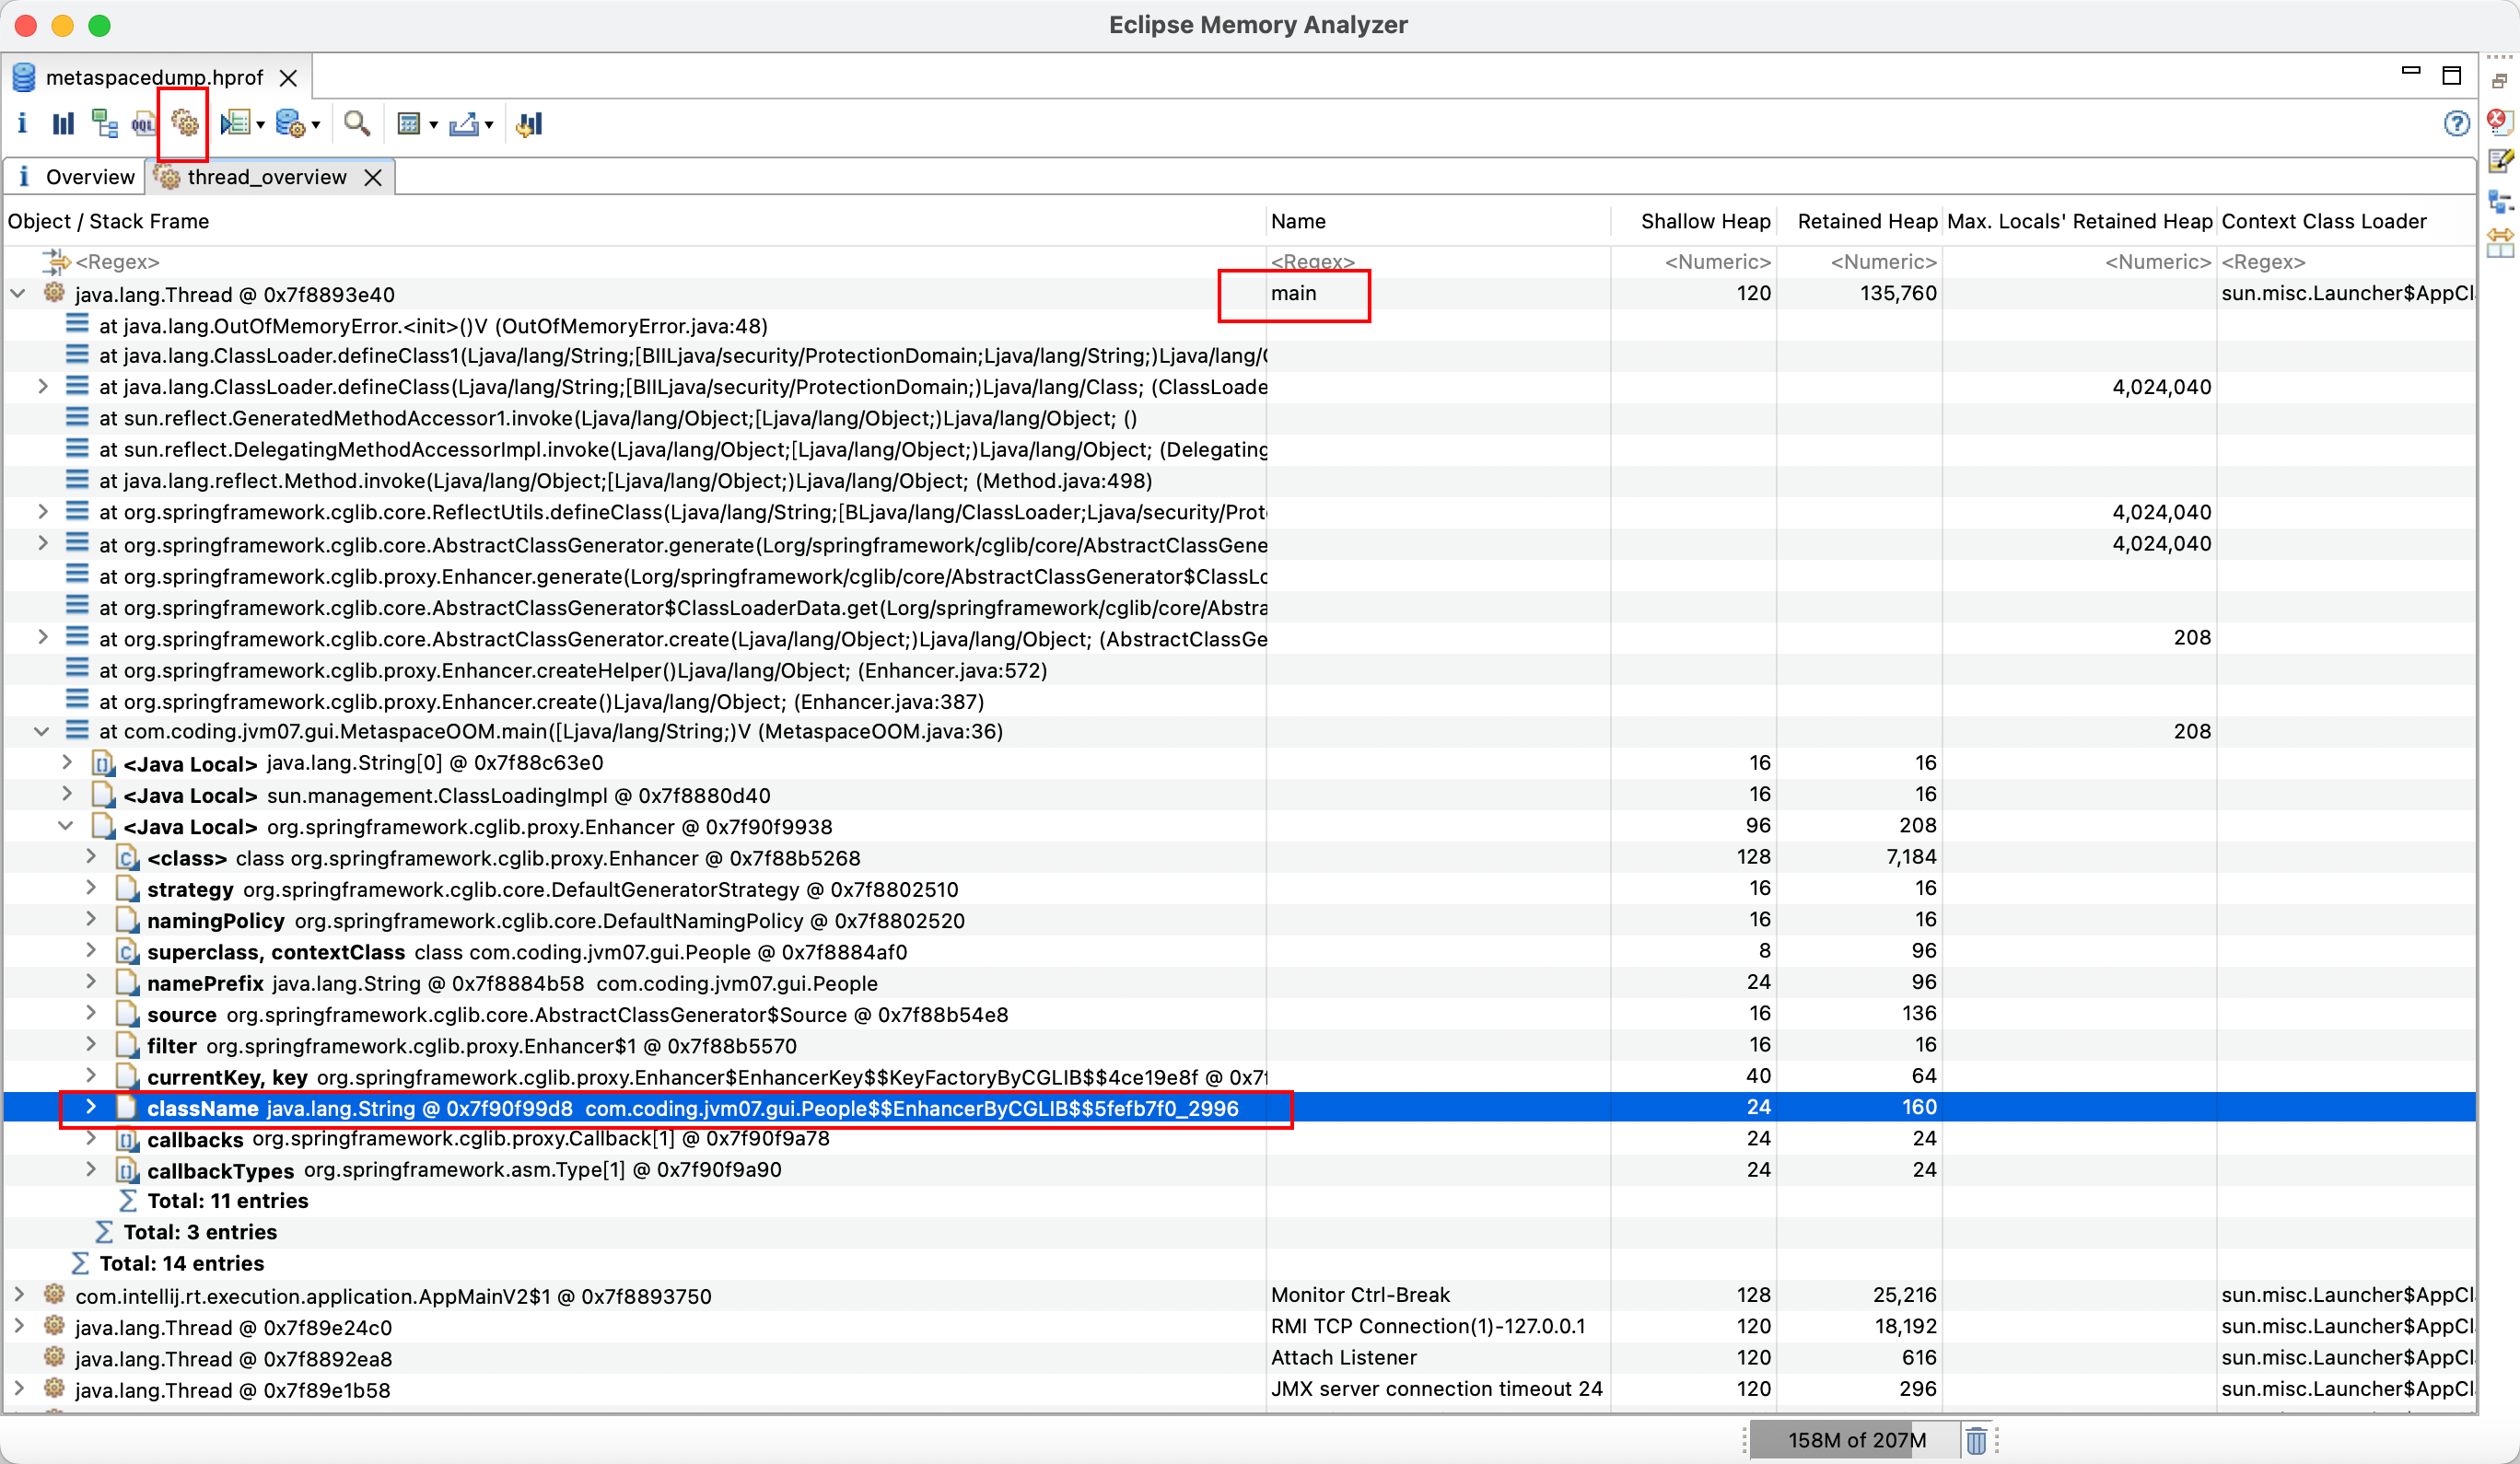 Eclipse Memory Analyzer
metaspacedump.hprof
i OQL
i Overview thread_overview
Object / Stack Frame Name Shallow Heap Retained Heap Max. Locals' Retained Heap Context Class Loader
<Regex> <Regex> <Numeric> <Numeric> <Numeric> <Regex>
java.lang.Thread @ 0x7f8893e40 main 120 135,760 sun.misc.Launcher$AppCl
at java.lang.OutOfMemoryError.<init>()V (OutOfMemoryError.java:48)
at java.lang.ClassLoader.defineClass1(Ljava/lang/String;[BIILjava/security/ProtectionDomain;Ljava/lang/String;)Ljava/lang/
at java.lang.ClassLoader.defineClass(Ljava/lang/String;[BIILjava/security/ProtectionDomain;)Ljava/lang/Class; (ClassLoade 4,024,040
at sun.reflect.GeneratedMethodAccessor1.invoke(Ljava/lang/Object;[Ljava/lang/Object;)Ljava/lang/Object; ()
at sun.reflect.DelegatingMethodAccessorImpl.invoke(Ljava/lang/Object;[Ljava/lang/Object;)Ljava/lang/Object; (Delegating
at java.lang.reflect.Method.invoke(Ljava/lang/Object;[Ljava/lang/Object;)Ljava/lang/Object; (Method.java:498)
at org.springframework.cglib.core.ReflectUtils.defineClass(Ljava/lang/String;[BLjava/lang/ClassLoader;Ljava/security/Prot 4,024,040
at org.springframework.cglib.core.AbstractClassGenerator.generate(Lorg/springframework/cglib/core/AbstractClassGene 4,024,040
at org.springframework.cglib.proxy.Enhancer.generate(Lorg/springframework/cglib/core/AbstractClassGenerator$ClassLo
at org.springframework.cglib.core.AbstractClassGenerator$ClassLoaderData.get(Lorg/springframework/cglib/core/Abstra
at org.springframework.cglib.core.AbstractClassGenerator.create(Ljava/lang/Object;)Ljava/lang/Object; (AbstractClassGe 208
at org.springframework.cglib.proxy.Enhancer.createHelper()Ljava/lang/Object; (Enhancer.java:572)
at org.springframework.cglib.proxy.Enhancer.create()Ljava/lang/Object; (Enhancer.java:387)
at com.coding.jvm07.gui.MetaspaceOOM.main([Ljava/lang/String;)V (MetaspaceOOM.java:36) 208
<Java Local> java.lang.String[0] @ 0x7f88c63e0 16 16
<Java Local> sun.management.ClassLoadingImpl @ 0x7f8880d40 16 16
<Java Local> org.springframework.cglib.proxy.Enhancer @ 0x7f90f9938 96 208
<class> class org.springframework.cglib.proxy.Enhancer @ 0x7f88b5268 128 7,184
strategy org.springframework.cglib.core.DefaultGeneratorStrategy @ 0x7f8802510 16 16
namingPolicy org.springframework.cglib.core.DefaultNamingPolicy @ 0x7f8802520 16 16
superclass, contextClass class com.coding.jvm07.gui.People @ 0x7f8884af0 8 96
namePrefix java.lang.String @ 0x7f8884b58 com.coding.jvm07.gui.People 24 96
source org.springframework.cglib.core.AbstractClassGenerator$Source @ 0x7f88b54e8 16 136
filter org.springframework.cglib.proxy.Enhancer$1 @ 0x7f88b5570 16 16
currentKey, key org.springframework.cglib.proxy.Enhancer$EnhancerKey$$KeyFactoryByCGLIB$$4ce19e8f @ 0x7f 40 64
className java.lang.String @ 0x7f90f99d8 com.coding.jvm07.gui.People$$EnhancerByCGLIB$$5fefb7f0_2996 24 160
callbacks org.springframework.cglib.proxy.Callback[1] @ 0x7f90f9a78 24 24
callbackTypes org.springframework.asm.Type[1] @ 0x7f90f9a90 24 24
Total: 11 entries
Total: 3 entries
Total: 14 entries
com.intellij.rt.execution.application.AppMainV2$1 @ 0x7f8893750 Monitor Ctrl-Break 128 25,216 sun.misc.Launcher$AppCl
java.lang.Thread @ 0x7f89e24c0 RMI TCP Connection(1)-127.0.0.1 120 18,192 sun.misc.Launcher$AppCl
java.lang.Thread @ 0x7f8892ea8 Attach Listener 120 616 sun.misc.Launcher$AppCl
java.lang.Thread @ 0x7f89e1b58 JMX server connection timeout 24 120 296 sun.misc.Launcher$AppCl
158M of 207M